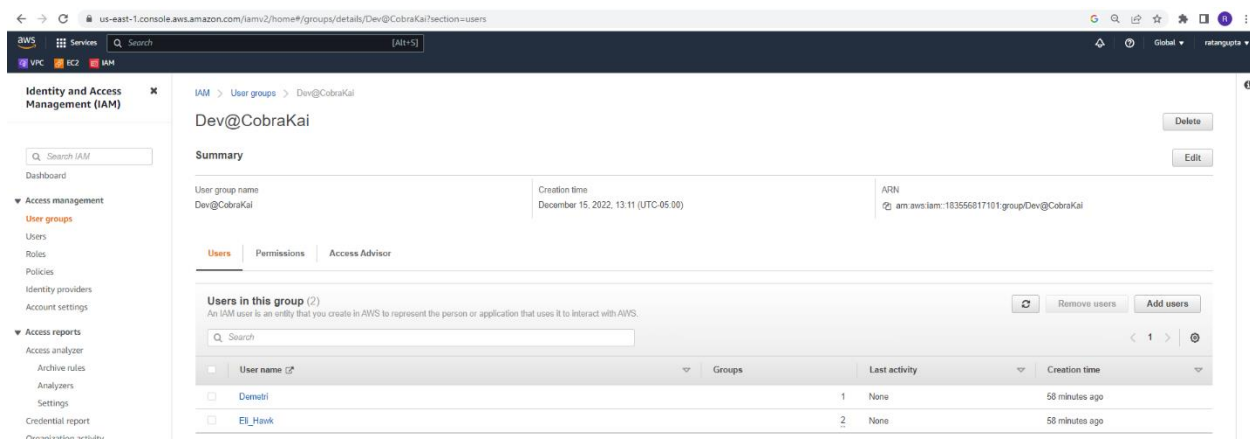 us-east-1.console.aws.amazon.com/iamv2/home#/groups/details/Dev@CobraKai?section=users
G
R
aws Services Search [Alt+S] Global ratangupta
VPC EC2 IAM
Identity and Access Management (IAM)
Search IAM
Dashboard
Access management
User groups
Users
Roles
Policies
Identity providers
Account settings
Access reports
Access analyzer
Archive rules
Analyzers
Settings
Credential report
Organization activity
IAM > User groups > Dev@CobraKai
Dev@CobraKai
Delete
Summary
Edit
User group name
Dev@CobraKai
Creation time
December 15, 2022, 13:11 (UTC-05:00)
ARN
arn:aws:iam::183556817101:group/Dev@CobraKai
Users Permissions Access Advisor
Users in this group (2)
Remove users Add users
An IAM user is an entity that you create in AWS to represent the person or application that uses it to interact with AWS.
Search
< 1 >
User name Groups Last activity Creation time
Demetri 1 None 58 minutes ago
Eli_Hawk 2 None 58 minutes ago